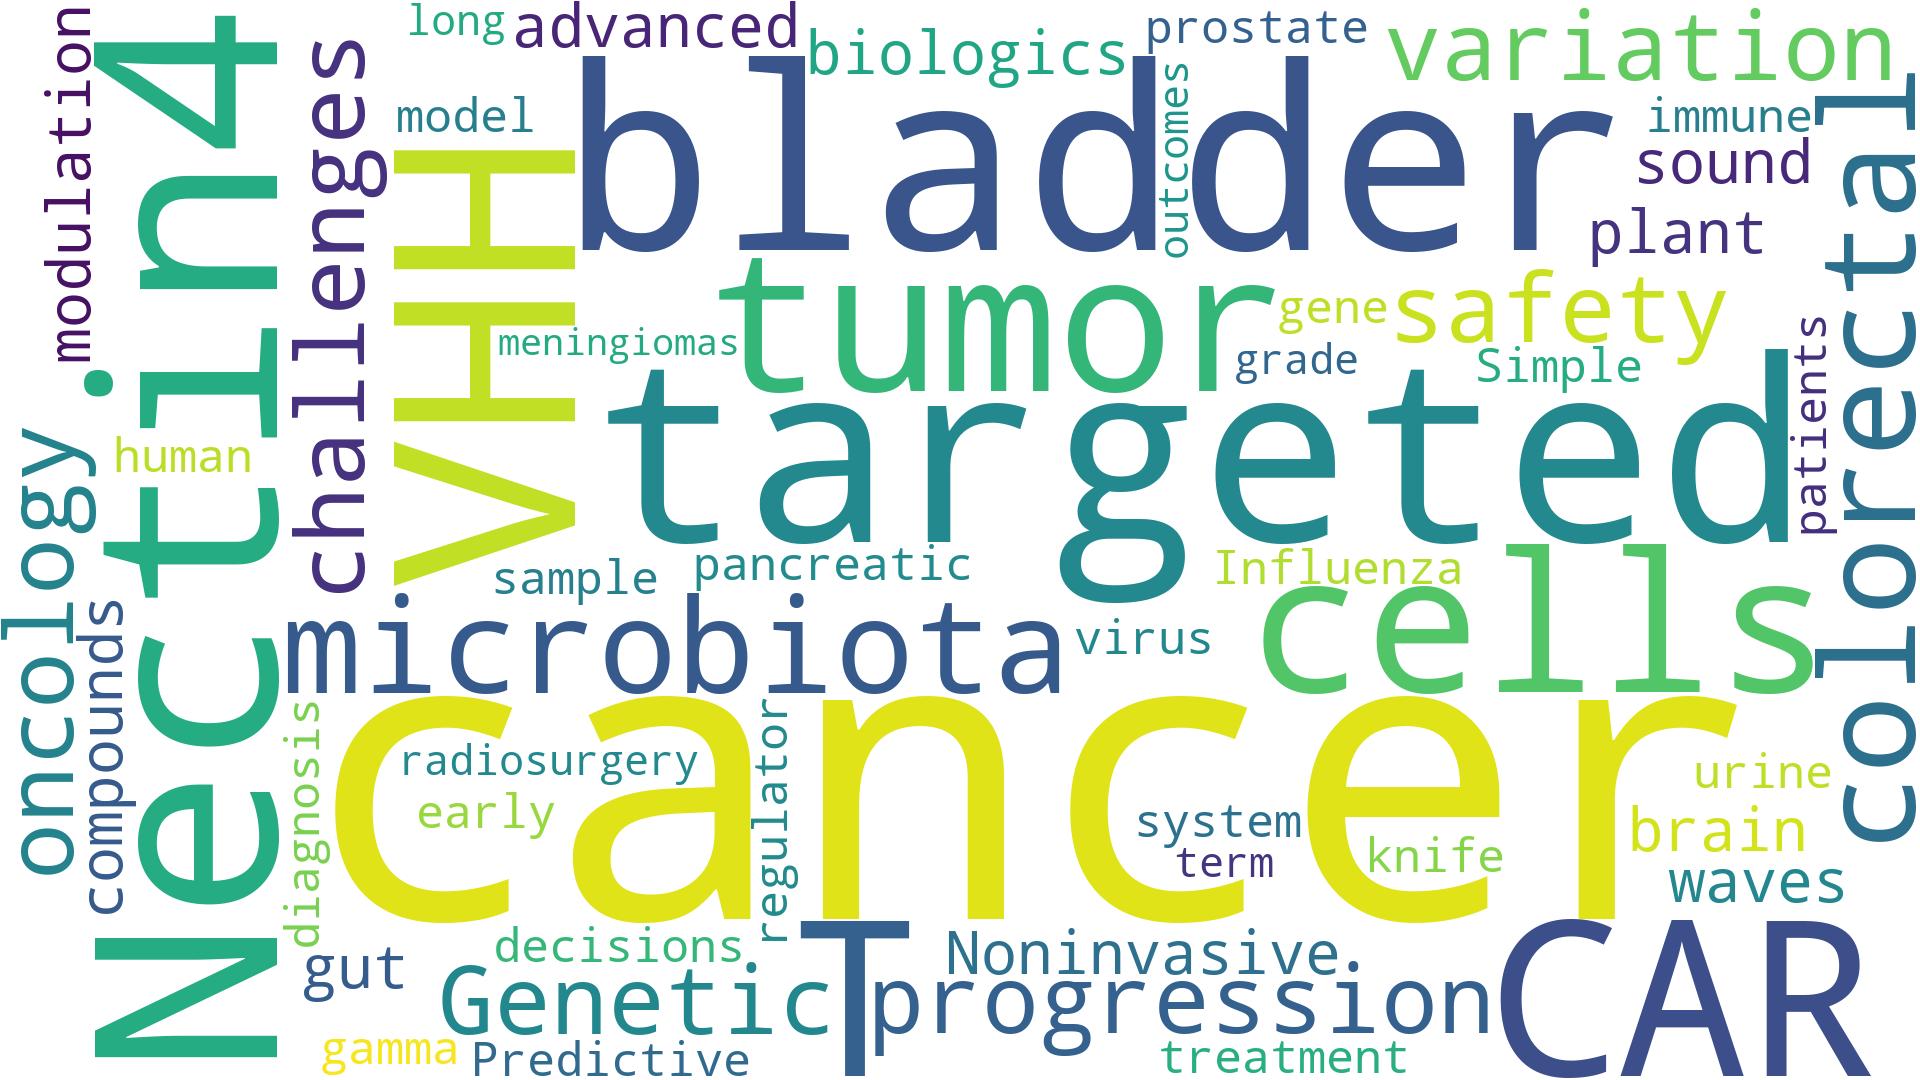 long
advanced
biologics
prostate
variation
modulation
Nectin4
challenges
model
VHH
bladder
outcomes
immune
sound
plant
colorectal
tumor
gene
safety
meningiomas
grade
Simple
patients
targeted
oncology
human
sample
pancreatic
Influenza
cells
compounds
microbiota
virus
cancer
diagnosis
radiosurgery
early
regulator
system
term
knife
urine
brain
waves
gut
decisions
Genetic
T
Noninvasive
progression
CAR
gamma
Predictive
treatment